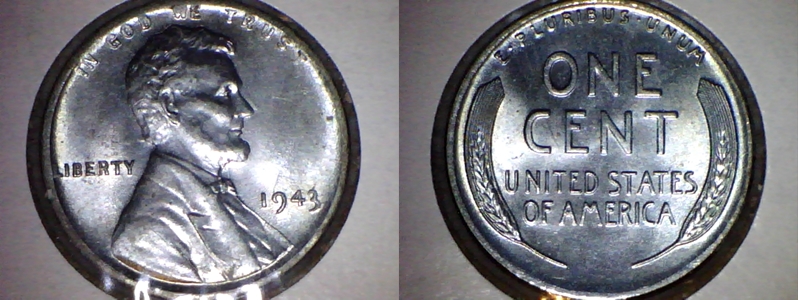 IN GOD WE TRUST
LIBERTY
1943
E·PLURIBUS·UNUM
ONE
CENT
UNITED STATES
OF AMERICA